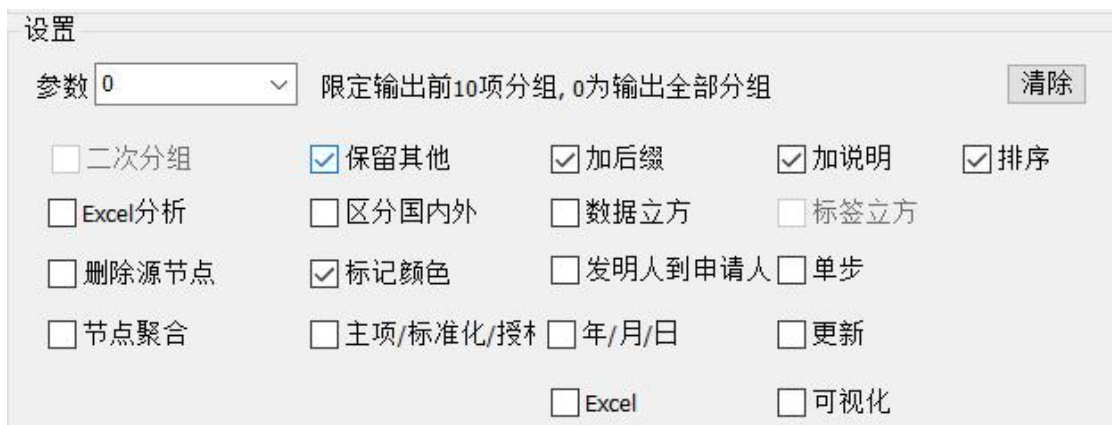 设置
参数 0 限定输出前10项分组, 0为输出全部分组 清除
二次分组 保留其他 加后缀 加说明 排序
Excel分析 区分国内外 数据立方 标签立方
删除源节点 标记颜色 发明人到申请人 单步
节点聚合 主项/标准化/授 年/月/日 更新
Excel 可视化